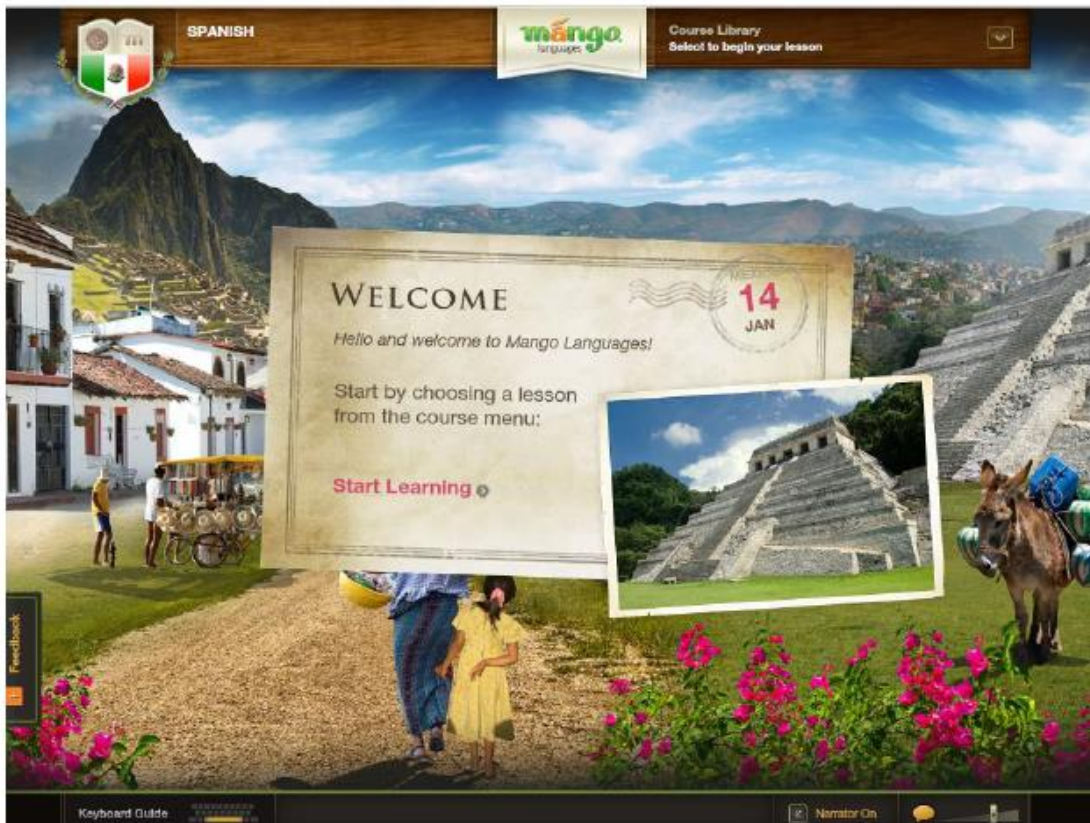 SPANISH
mango
languages
Course Library
Select to begin your lesson
WELCOME
Hello and welcome to Mango Languages!
MEXICO
14
JAN
Start by choosing a lesson
from the course menu:
Start Learning
Feedback
Keyboard Guide
Narrator On